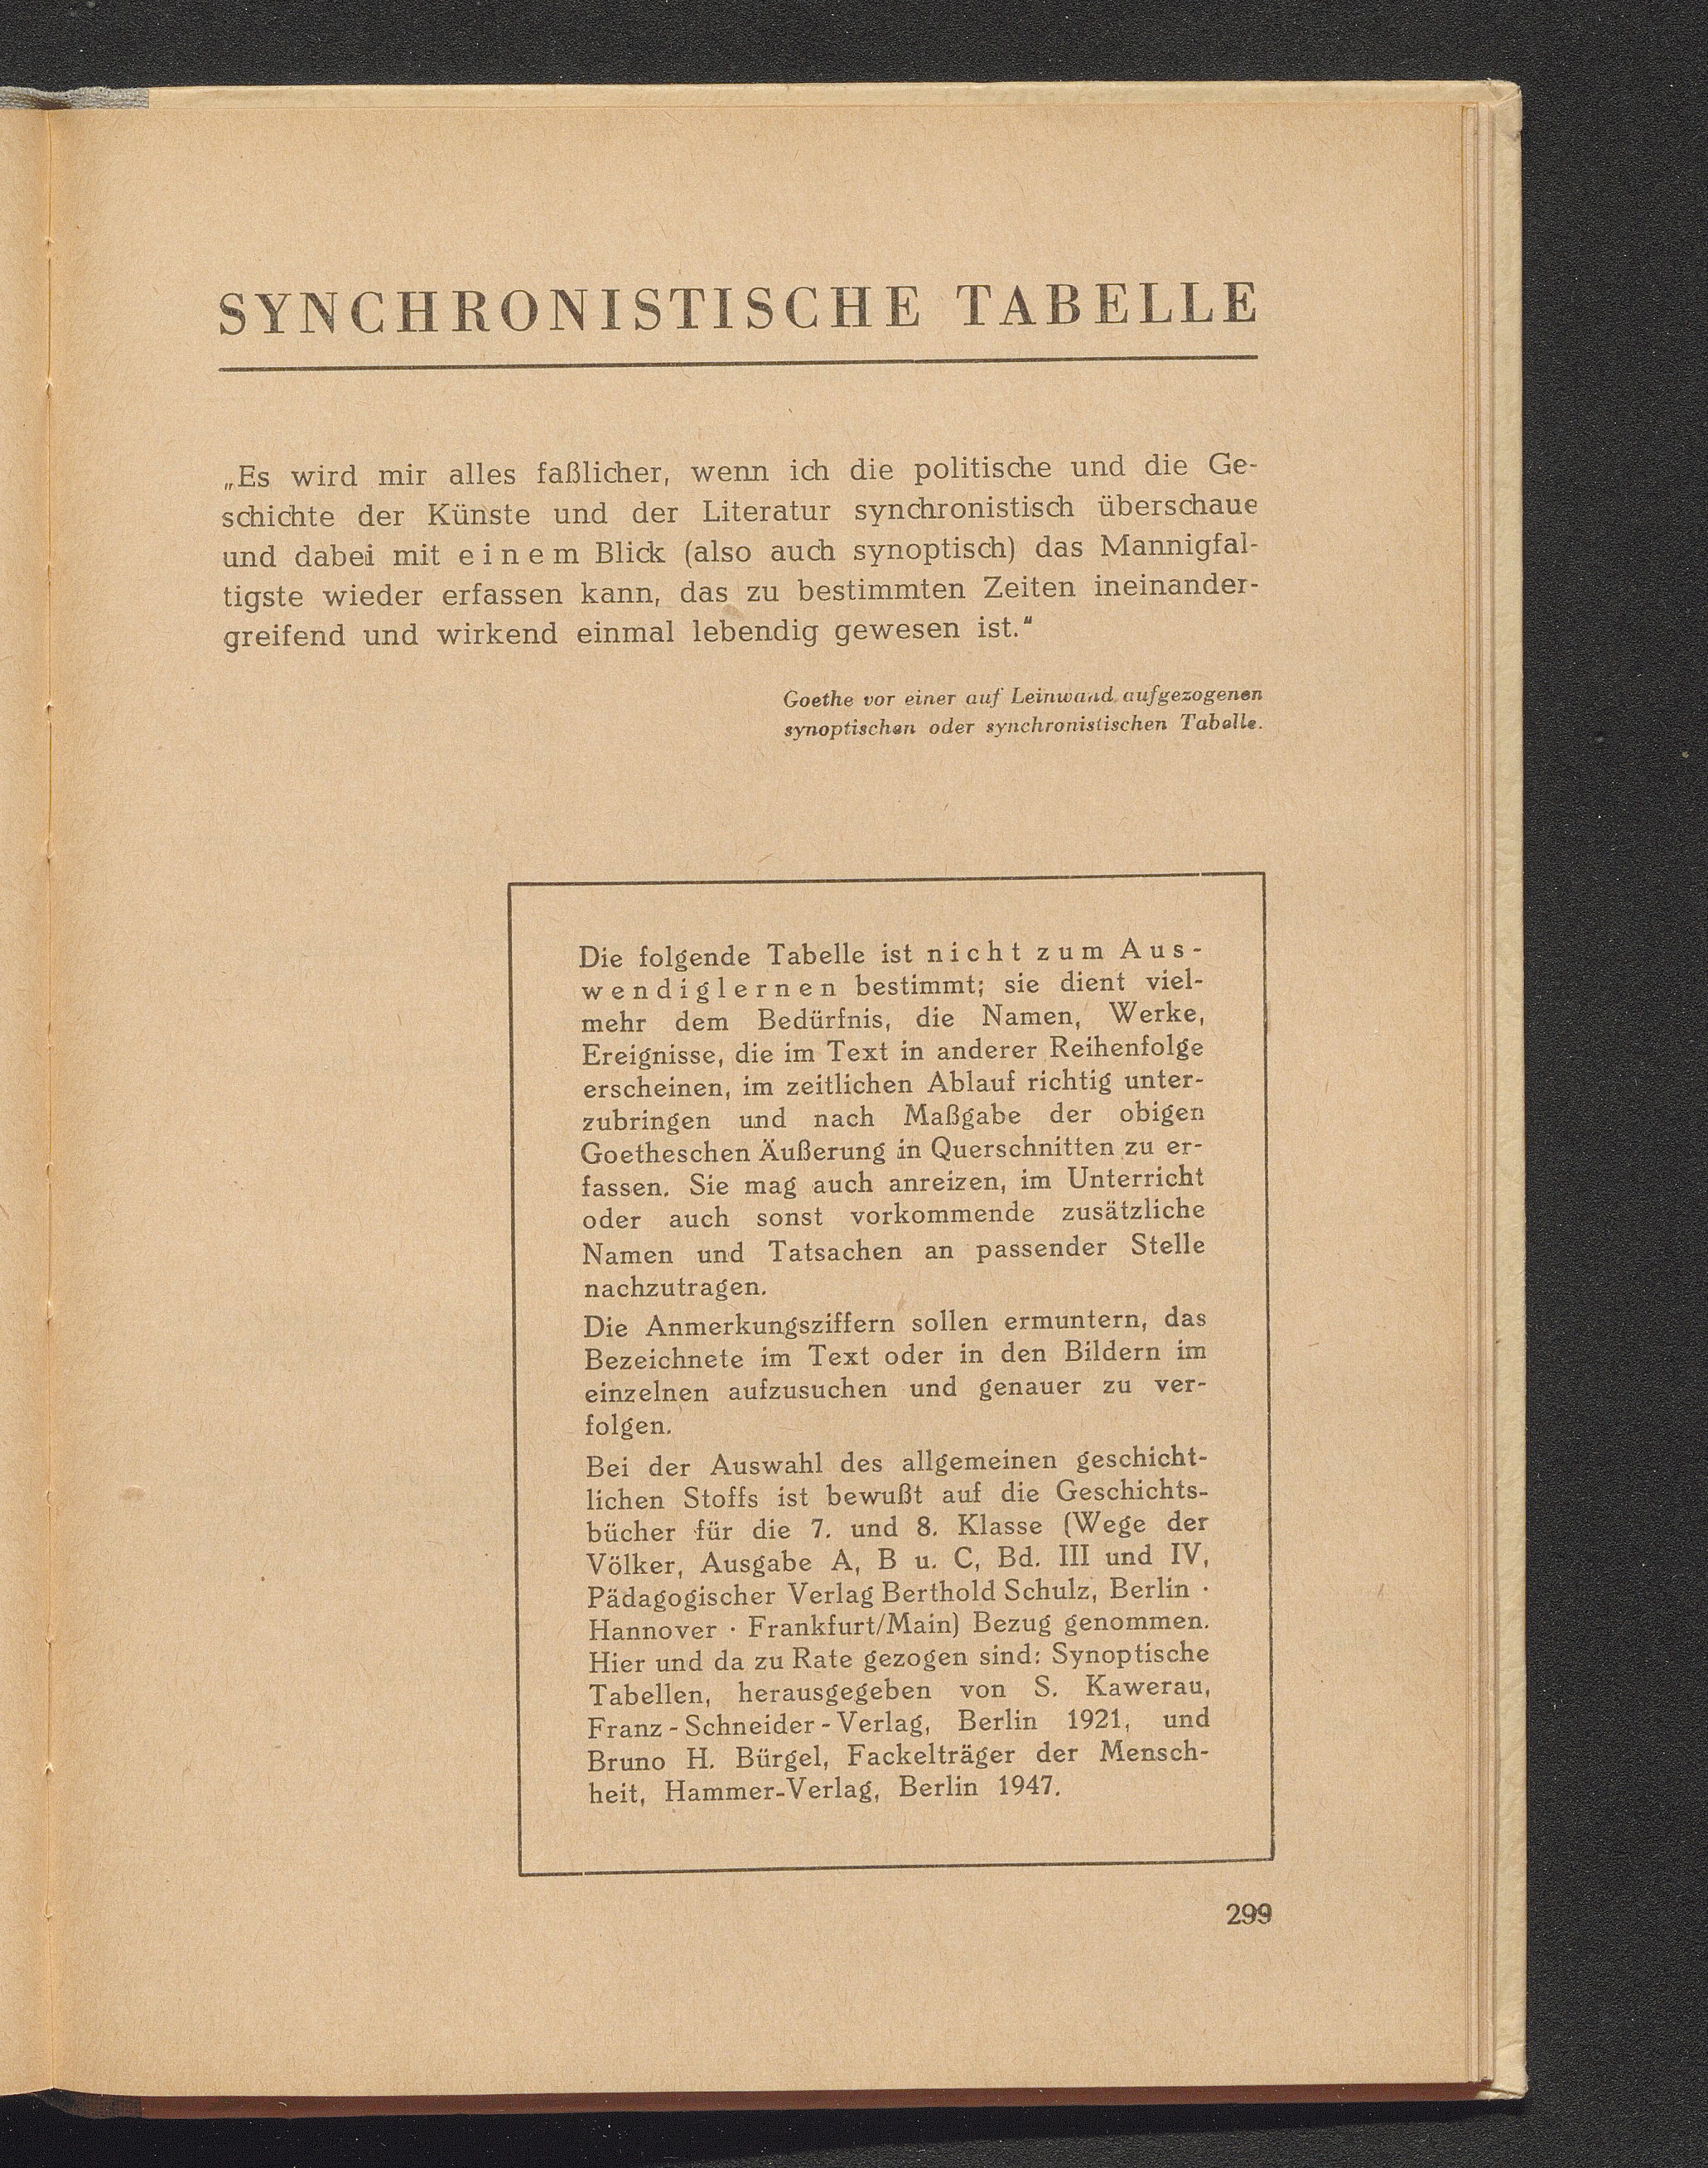 SYNCHRONISTISCHE TABELLE
„Es wird mir alles faßlicher, wenn ich die politische und die Ge-
schichte der Künste und der Literatur synchronistisch überschaue
und dabei mit einem Blick (also auch synoptisch) das Mannigfal-
tigste wieder erfassen kann, das zu bestimmten Zeiten ineinander-
greifend und wirkend einmal lebendig gewesen ist.“
Goethe vor einer auf Leinwand aufgezogenen
synoptischen oder synchronistischen Tabelle.
Die folgende Tabelle ist nicht zum Aus-
wendiglernen bestimmt; sie dient viel-
mehr dem Bedürfnis, die Namen, Werke,
Ereignisse, die im Text in anderer Reihenfolge
erscheinen, im zeitlichen Ablauf richtig unter-
zubringen und nach Maßgabe der obigen
Goetheschen Äußerung in Querschnitten zu er-
fassen. Sie mag auch anreizen, im Unterricht
oder auch sonst vorkommende zusätzliche
Namen und Tatsachen an passender Stelle
nachzutragen.
Die Anmerkungsziffern sollen ermuntern, das
Bezeichnete im Text oder in den Bildern im
einzelnen aufzusuchen und genauer zu ver-
folgen.
Bei der Auswahl des allgemeinen geschicht-
lichen Stoffs ist bewußt auf die Geschichts-
bücher für die 7. und 8. Klasse (Wege der
Völker, Ausgabe A, B u. C, Bd. III und IV,
Pädagogischer Verlag Berthold Schulz, Berlin ·
Hannover · Frankfurt/Main) Bezug genommen.
Hier und da zu Rate gezogen sind: Synoptische
Tabellen, herausgegeben von S. Kawerau,
Franz-Schneider-Verlag, Berlin 1921, und
Bruno H. Bürgel, Fackelträger der Mensch-
heit, Hammer-Verlag, Berlin 1947.
299